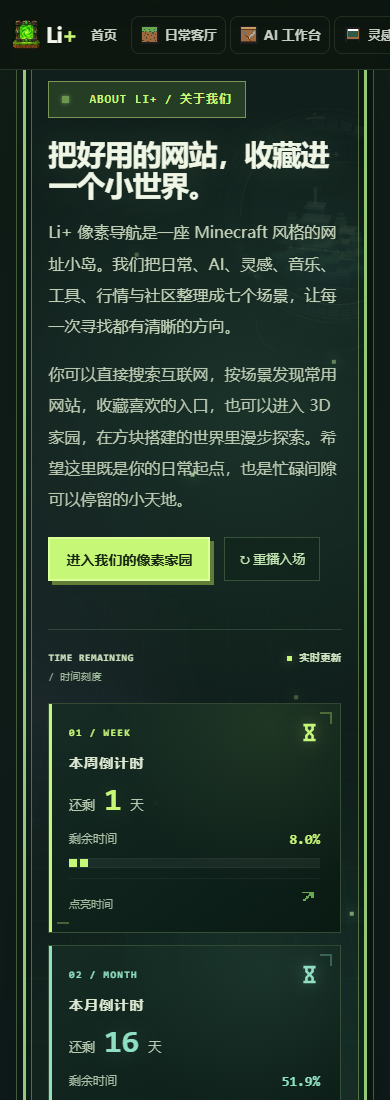 Li+ 首页 日常客厅 AI 工作台 灵感
ABOUT LI+ / 关于我们
把好用的网站，收藏进
一个小世界。
Li+ 像素导航是一座 Minecraft 风格的网
址小岛。我们把日常、AI、灵感、音乐、
工具、行情与社区整理成七个场景，让每
一次寻找都有清晰的方向。
你可以直接搜索互联网，按场景发现常用
网站，收藏喜欢的入口，也可以进入 3D
家园，在方块搭建的世界里漫步探索。希
望这里既是你的日常起点，也是忙碌间隙
可以停留的小天地。
进入我们的像素家园 ↻ 重播入场
TIME REMAINING 实时更新
/ 时间刻度
01 / WEEK
本周倒计时
还剩 1 天
剩余时间 8.0%
点亮时间
02 / MONTH
本月倒计时
还剩 16 天
剩余时间 51.9%